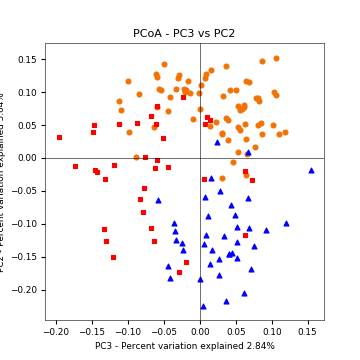 PCoA - PC3 vs PC2
0.15
0.10
0.05
0.00
−0.05
−0.10
−0.15
−0.20
PC2 - Percent variation explained 3.64%
−0.20 −0.15 −0.10 −0.05 0.00 0.05 0.10 0.15
PC3 - Percent variation explained 2.84%